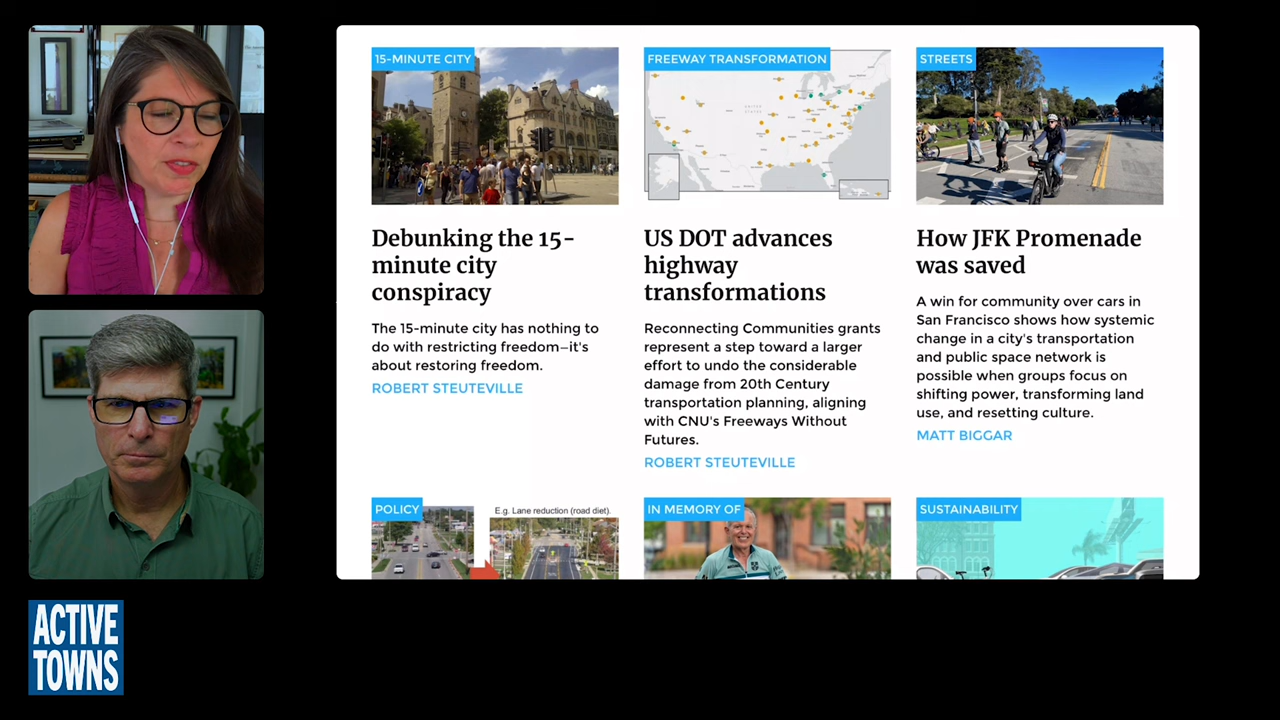 15-MINUTE CITY
Debunking the 15-
minute city
conspiracy
The 15-minute city has nothing to
do with restricting freedom—it's
about restoring freedom.
ROBERT STEUTEVILLE
FREEWAY TRANSFORMATION
US DOT advances
highway
transformations
Reconnecting Communities grants
represent a step toward a larger
effort to undo the considerable
damage from 20th Century
transportation planning, aligning
with CNU's Freeways Without
Futures.
ROBERT STEUTEVILLE
STREETS
How JFK Promenade
was saved
A win for community over cars in
San Francisco shows how systemic
change in a city's transportation
and public space network is
possible when groups focus on
shifting power, transforming land
use, and resetting culture.
MATT BIGGAR
POLICY
E.g. Lane reduction (road diet).
IN MEMORY OF
SUSTAINABILITY
ACTIVE
TOWNS